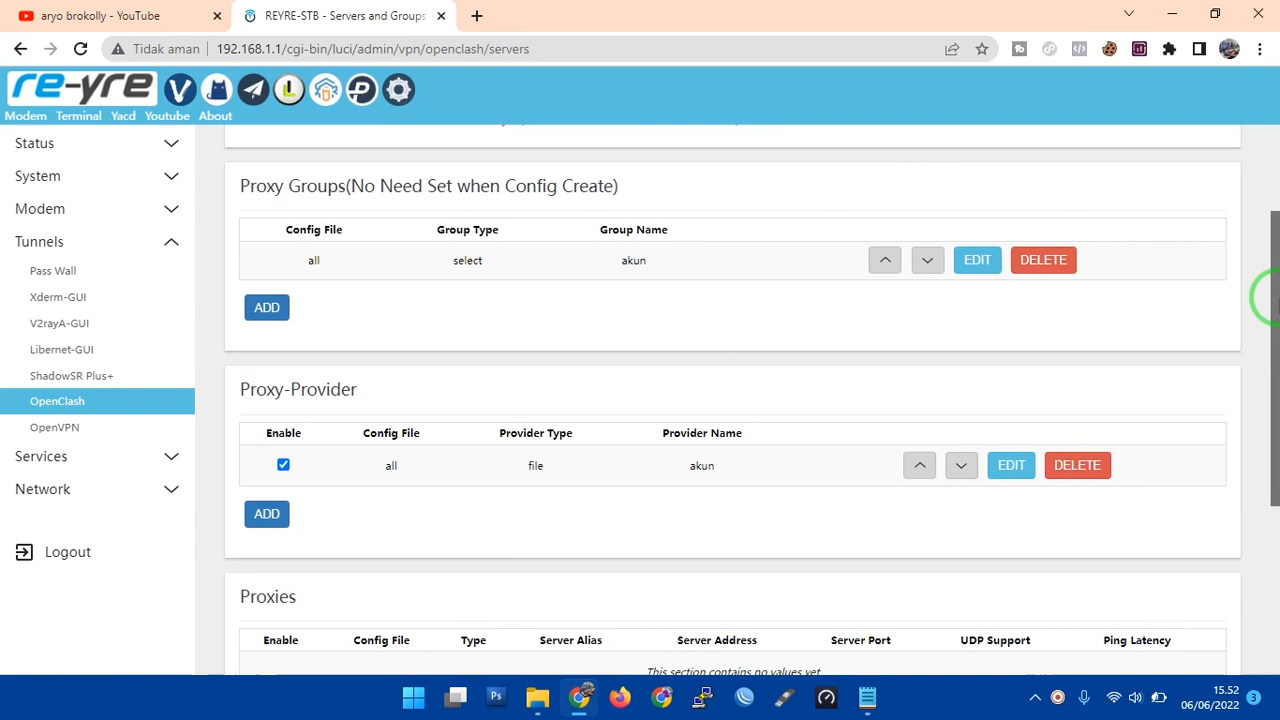 aryo brokolly - YouTube
REYRE-STB - Servers and Groups
Tidak aman
192.168.1.1/cgi-bin/luci/admin/vpn/openclash/servers
re-yre
Modem Terminal Yacd Youtube About
Status
System
Modem
Tunnels
Pass Wall
Xderm-GUI
V2rayA-GUI
Libernet-GUI
ShadowSR Plus+
OpenClash
OpenVPN
Services
Network
Logout
Proxy Groups(No Need Set when Config Create)
Config File Group Type Group Name
all select akun EDIT DELETE
ADD
Proxy-Provider
Enable Config File Provider Type Provider Name
all file akun EDIT DELETE
ADD
Proxies
Enable Config File Type Server Alias Server Address Server Port UDP Support Ping Latency
This section contains no values yet
15.52
06/06/2022
3